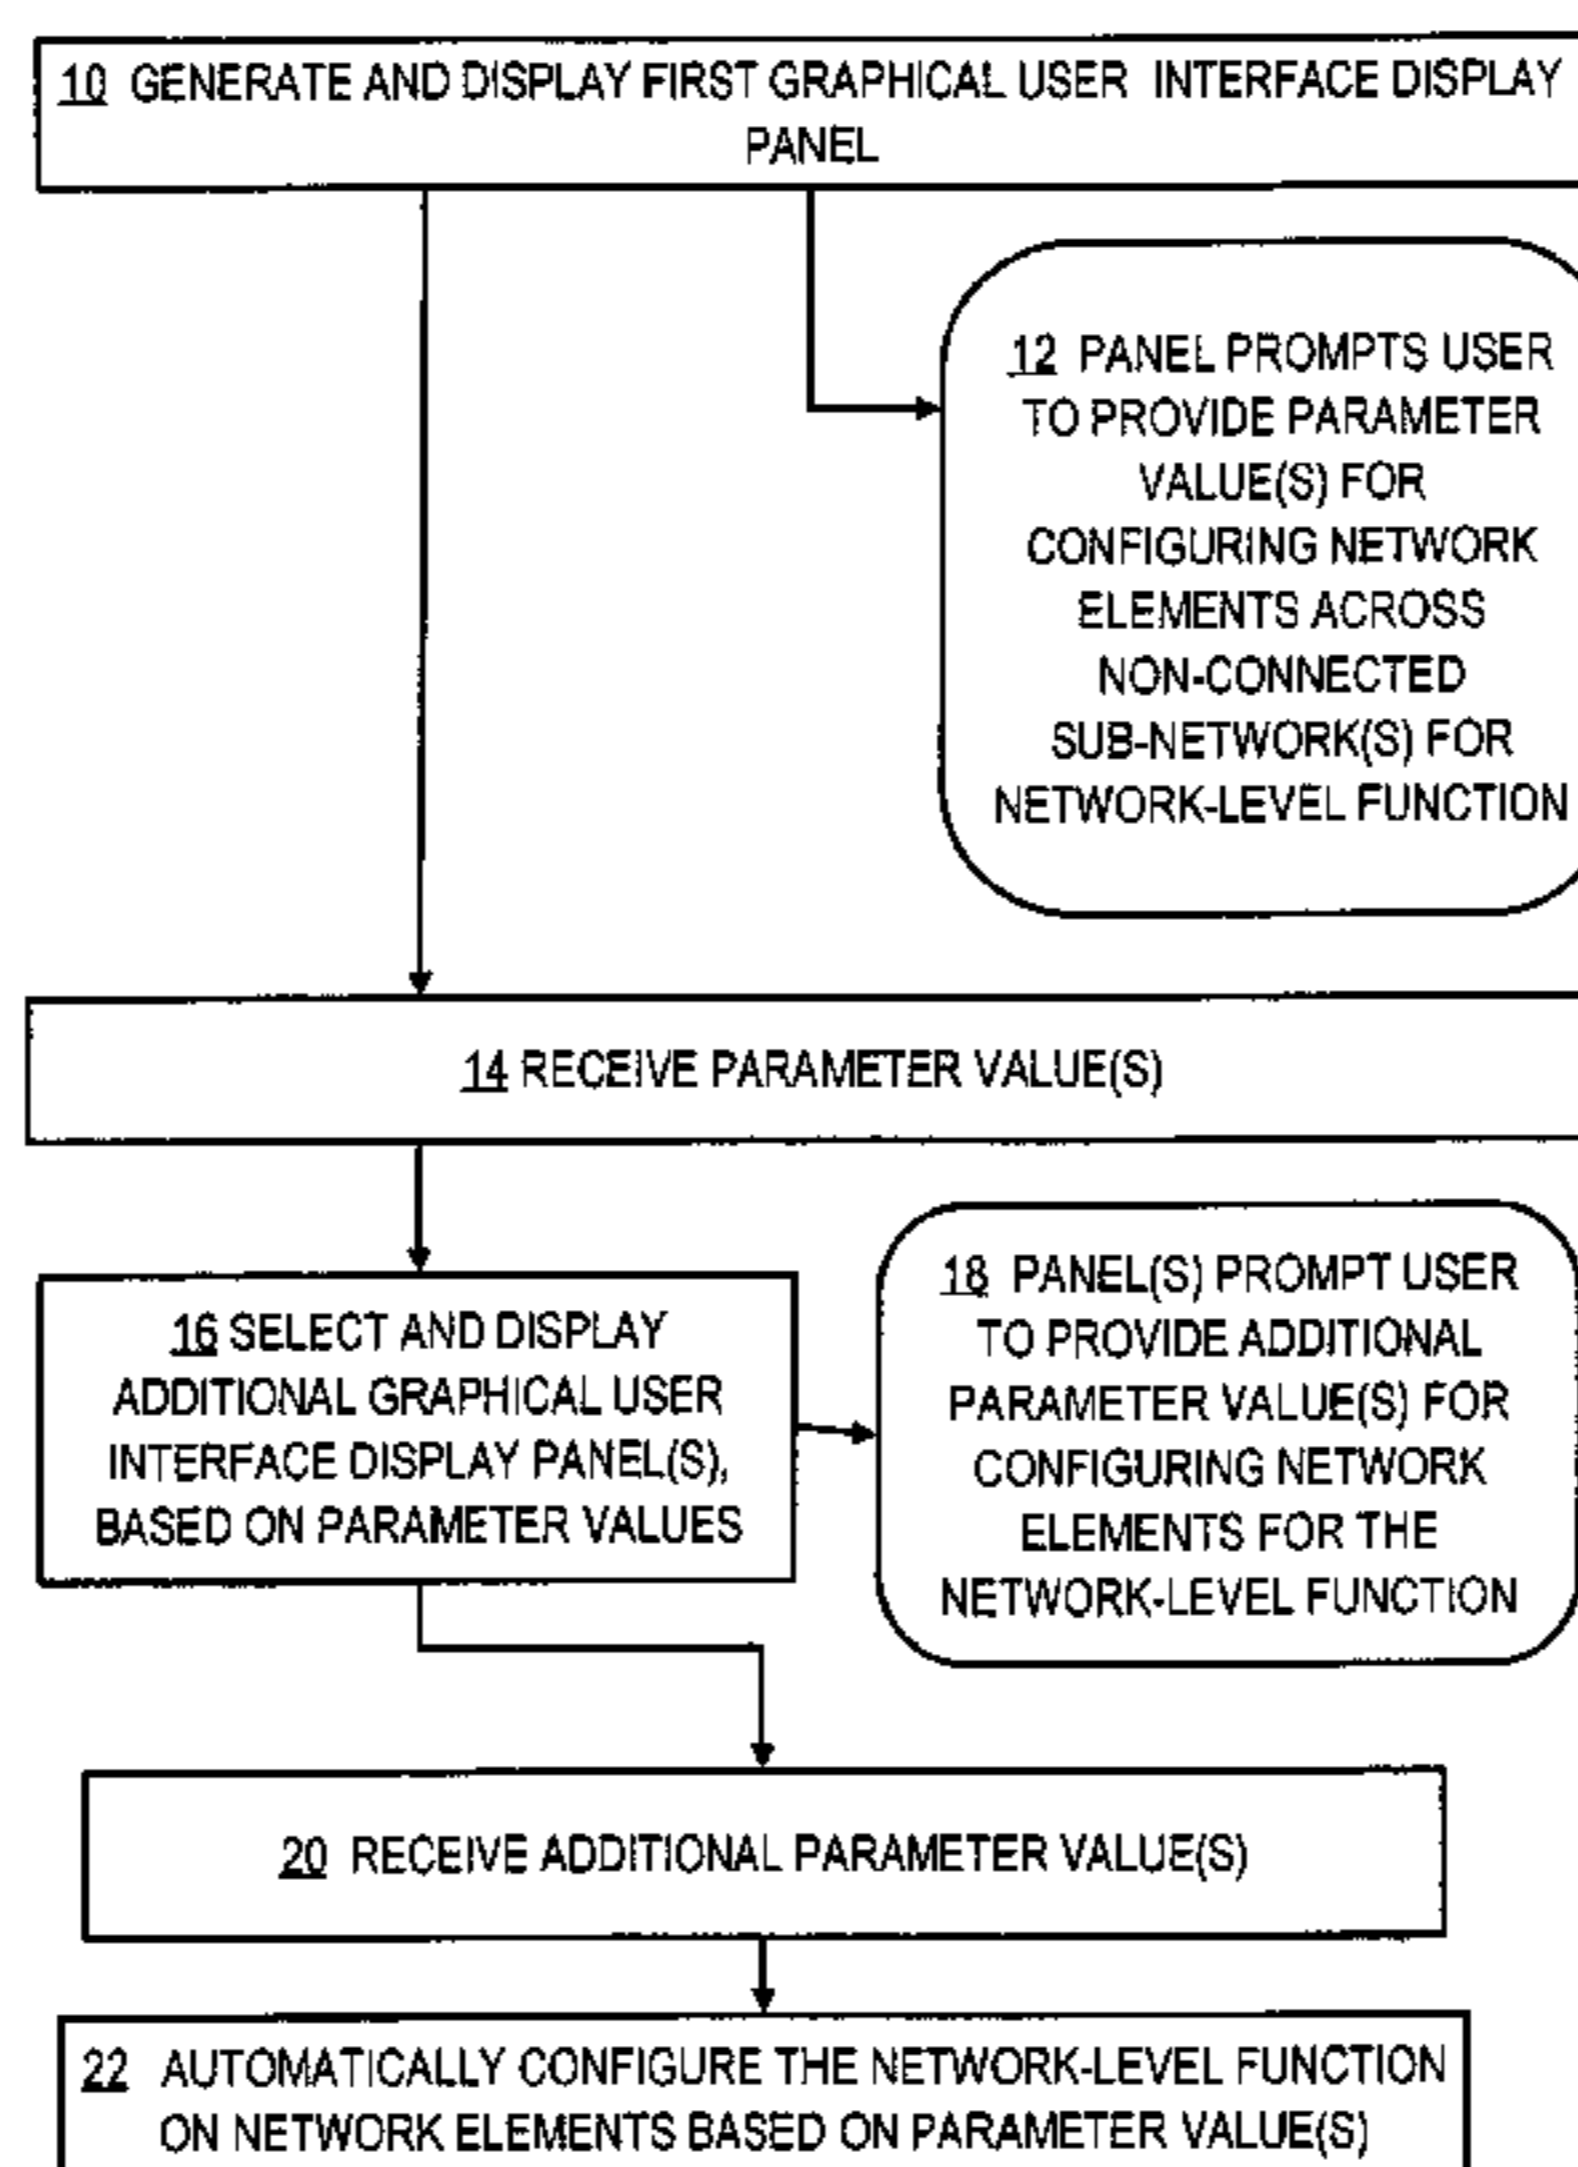 10 GENERATE AND DISPLAY FIRST GRAPHICAL USER INTERFACE DISPLAY
PANEL
12 PANEL PROMPTS USER
TO PROVIDE PARAMETER
VALUE(S) FOR
CONFIGURING NETWORK
ELEMENTS ACROSS
NON-CONNECTED
SUB-NETWORK(S) FOR
NETWORK-LEVEL FUNCTION
14 RECEIVE PARAMETER VALUE(S)
16 SELECT AND DISPLAY
ADDITIONAL GRAPHICAL USER
INTERFACE DISPLAY PANEL(S),
BASED ON PARAMETER VALUES
18 PANEL(S) PROMPT USER
TO PROVIDE ADDITIONAL
PARAMETER VALUE(S) FOR
CONFIGURING NETWORK
ELEMENTS FOR THE
NETWORK-LEVEL FUNCTION
20 RECEIVE ADDITIONAL PARAMETER VALUE(S)
22 AUTOMATICALLY CONFIGURE THE NETWORK-LEVEL FUNCTION
ON NETWORK ELEMENTS BASED ON PARAMETER VALUE(S)